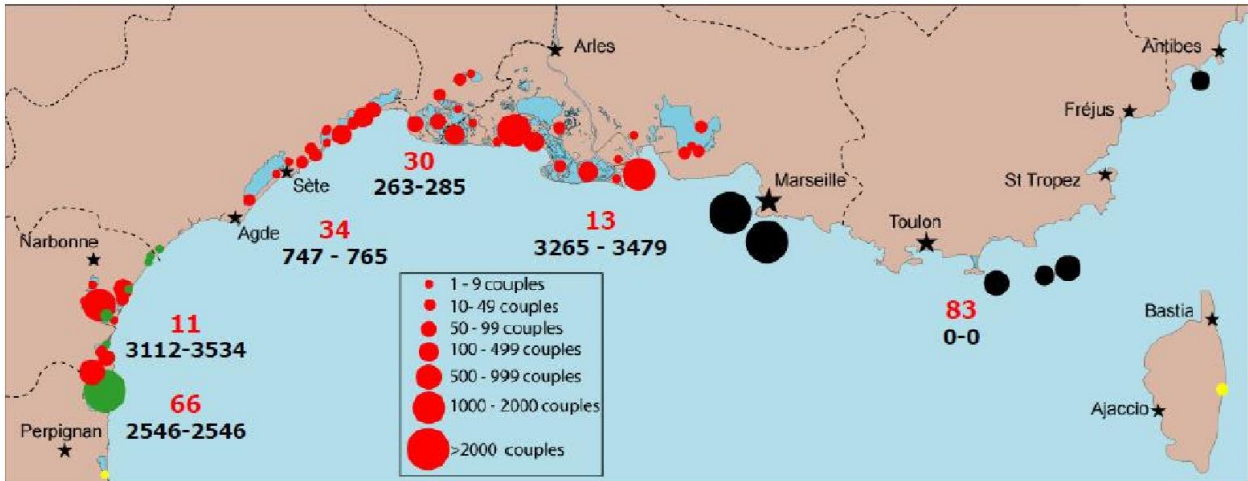 Arles
Antibes
Fréjus
30
263-285
Marseille
St Tropez
Sète
13
3265 - 3479
Toulon
Agde
34
747 - 765
Narbonne
1 - 9 couples
10- 49 couples
50 - 99 couples
100 - 499 couples
500 - 999 couples
1000 - 2000 couples
>2000 couples
83
0-0
Bastia
11
3112-3534
66
2546-2546
Ajaccio
Perpignan